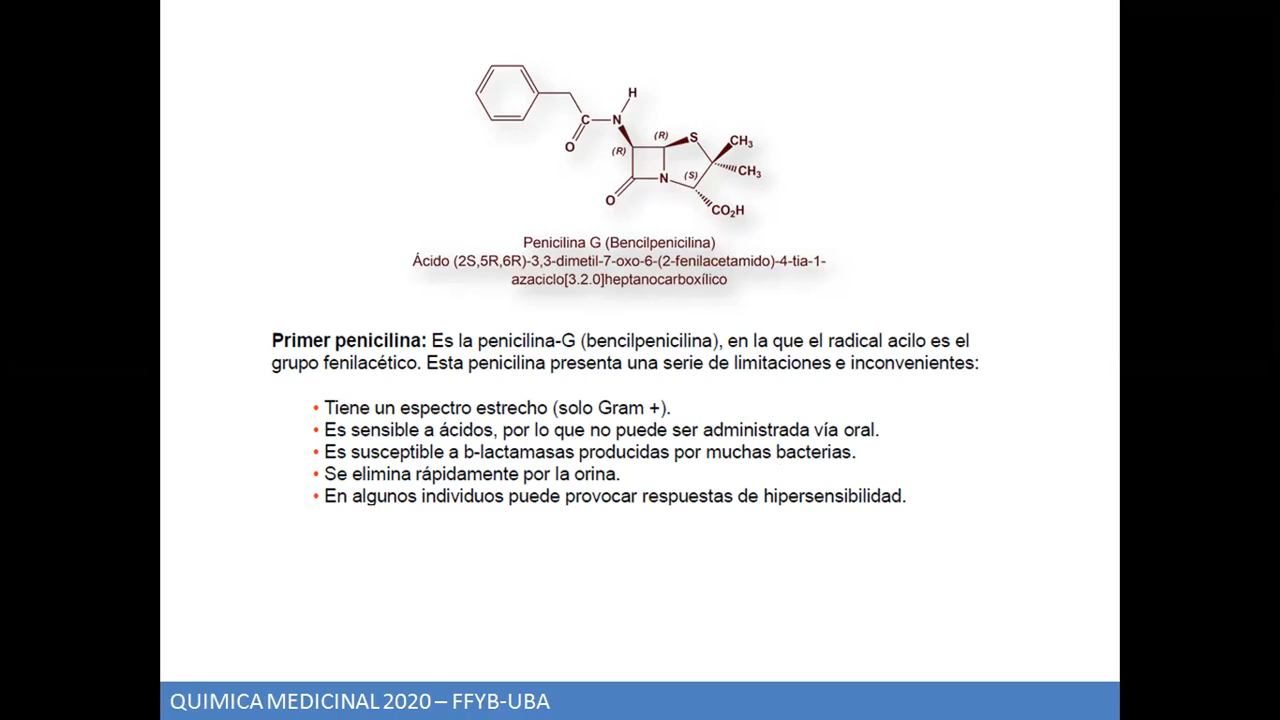 H
C
N
O
(R)
(R)
S
CH3
CH3
N
(S)
O
CO2H
Penicilina G (Bencilpenicilina)
Ácido (2S,5R,6R)-3,3-dimetil-7-oxo-6-(2-fenilacetamido)-4-tia-1-
azaciclo[3.2.0]heptanocarboxílico
Primer penicilina: Es la penicilina-G (bencilpenicilina), en la que el radical acilo es el
grupo fenilacético. Esta penicilina presenta una serie de limitaciones e inconvenientes:
• Tiene un espectro estrecho (solo Gram +).
• Es sensible a ácidos, por lo que no puede ser administrada vía oral.
• Es susceptible a b-lactamasas producidas por muchas bacterias.
• Se elimina rápidamente por la orina.
• En algunos individuos puede provocar respuestas de hipersensibilidad.
QUIMICA MEDICINAL 2020 – FFYB-UBA